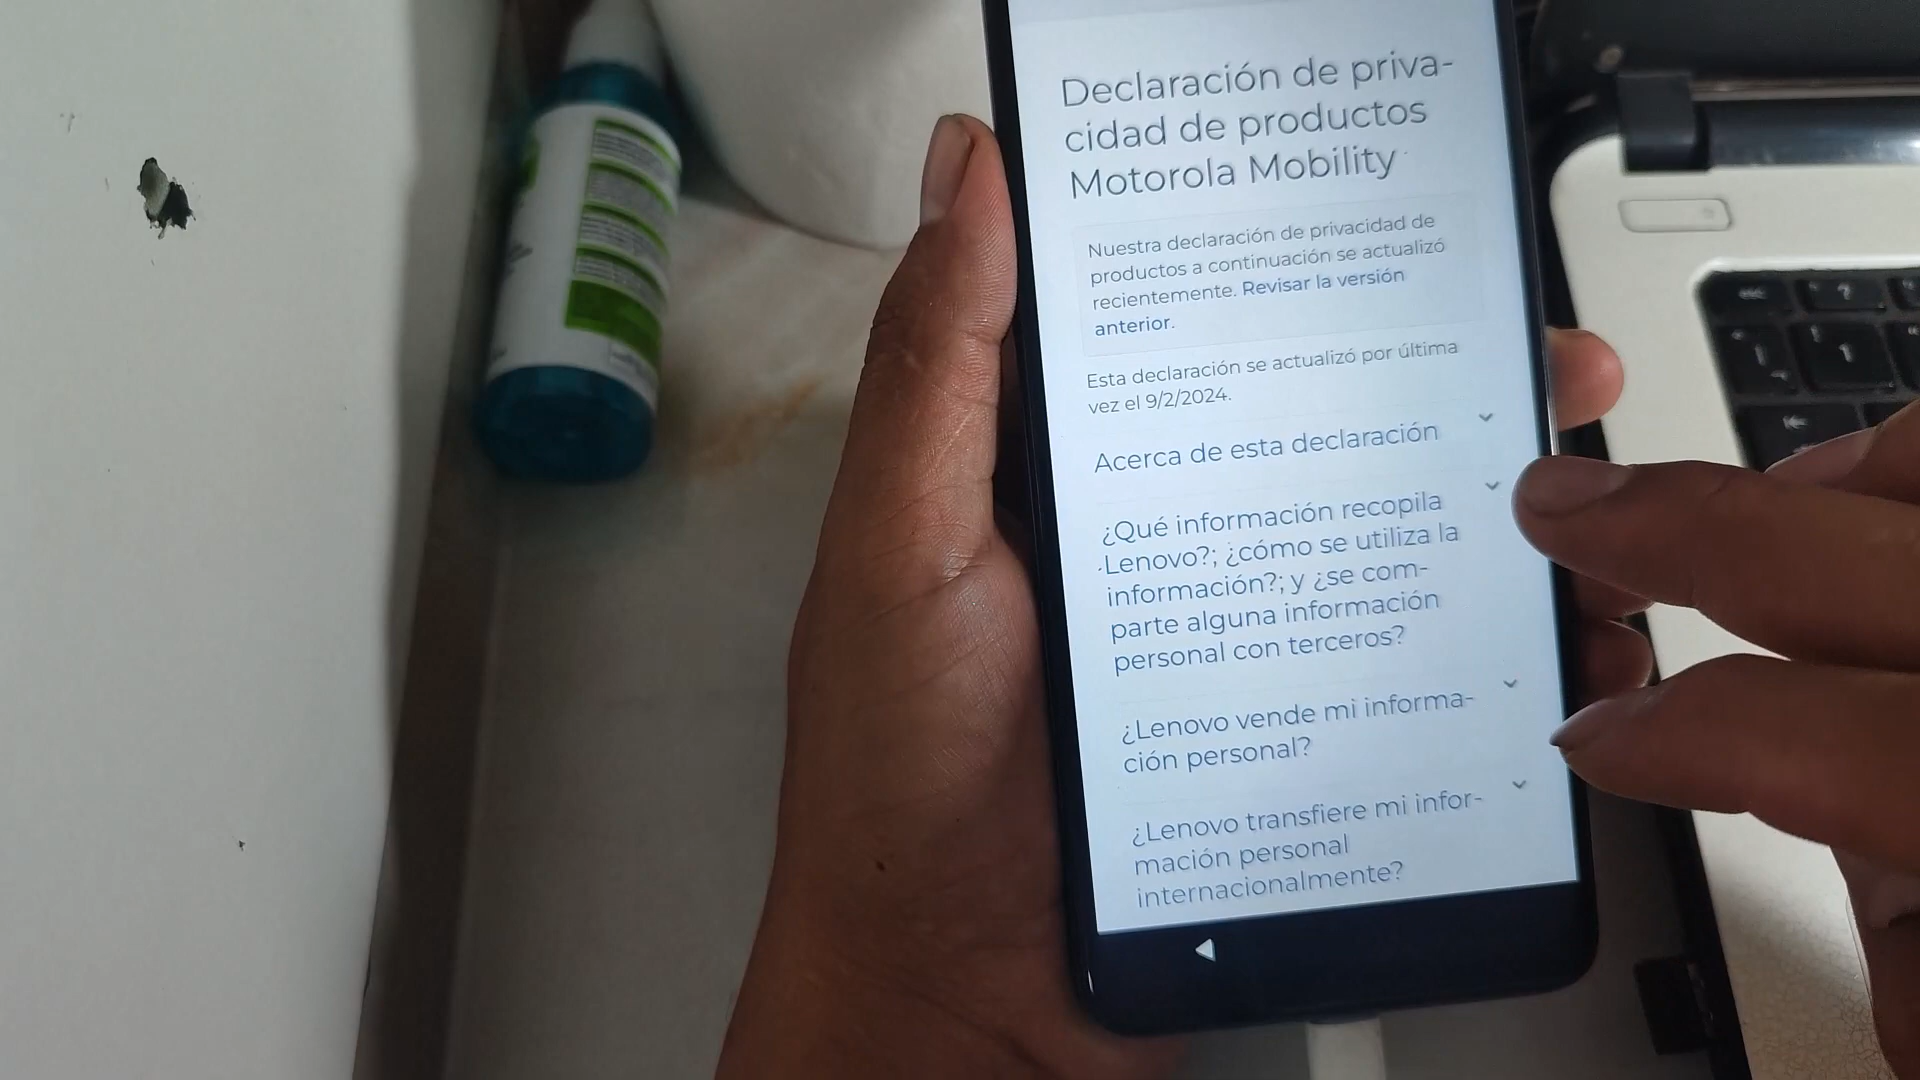 Declaración de priva-
cidad de productos
Motorola Mobility
Nuestra declaración de privacidad de
productos a continuación se actualizó
recientemente. Revisar la versión
anterior.
Esta declaración se actualizó por última
vez el 9/2/2024.
Acerca de esta declaración
¿Qué información recopila
Lenovo?; ¿cómo se utiliza la
información?; y ¿se com-
parte alguna información
personal con terceros?
¿Lenovo vende mi informa-
ción personal?
¿Lenovo transfiere mi infor-
mación personal
internacionalmente?
esc